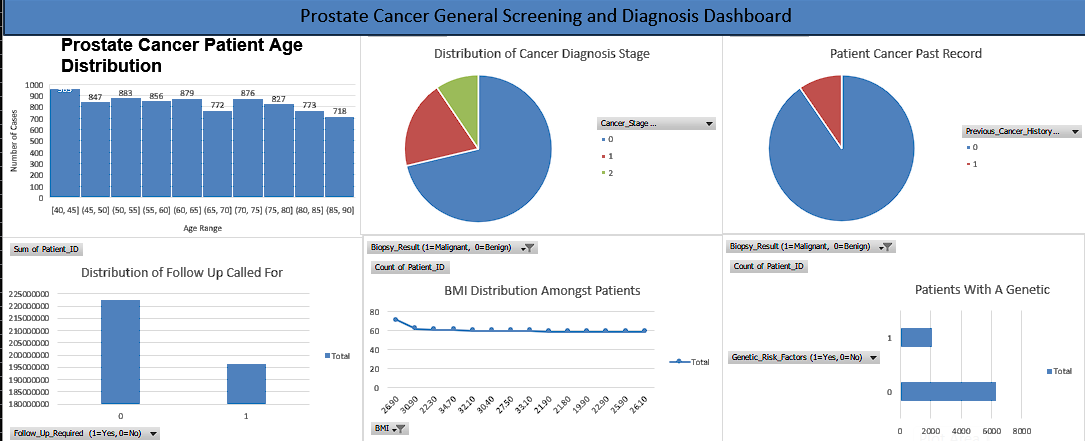 Prostate Cancer General Screening and Diagnosis Dashboard
Prostate Cancer Patient Age
Distribution
Number of Cases
1000
900
800
700
600
500
400
300
200
100
0
847
883
856
879
772
876
827
773
718
[40, 45] (45, 50] (50, 55] (55, 60] (60, 65] (65, 70] (70, 75] (75, 80] (80, 85] (85, 90]
Age Range
Distribution of Cancer Diagnosis Stage
Cancer_Stage ...
0
1
2
Patient Cancer Past Record
Previous_Cancer_History...
0
1
Sum of Patient_ID
Distribution of Follow Up Called For
225000000
220000000
215000000
210000000
205000000
200000000
195000000
190000000
185000000
180000000
0 1
Total
Follow_Up_Required (1=Yes, 0=No)
Biopsy_Result (1=Malignant, 0=Benign)
Count of Patient_ID
BMI Distribution Amongst Patients
80
60
40
20
0
26.90 30.90 22.30 34.70 32.10 30.40 27.50 33.10 21.90 21.80 19.90 22.90 25.90 26.10
Total
BMI
Biopsy_Result (1=Malignant, 0=Benign)
Count of Patient_ID
Patients With A Genetic
Genetic_Risk_Factors (1=Yes, 0=No)
1
0
0 2000 4000 6000 8000
Total